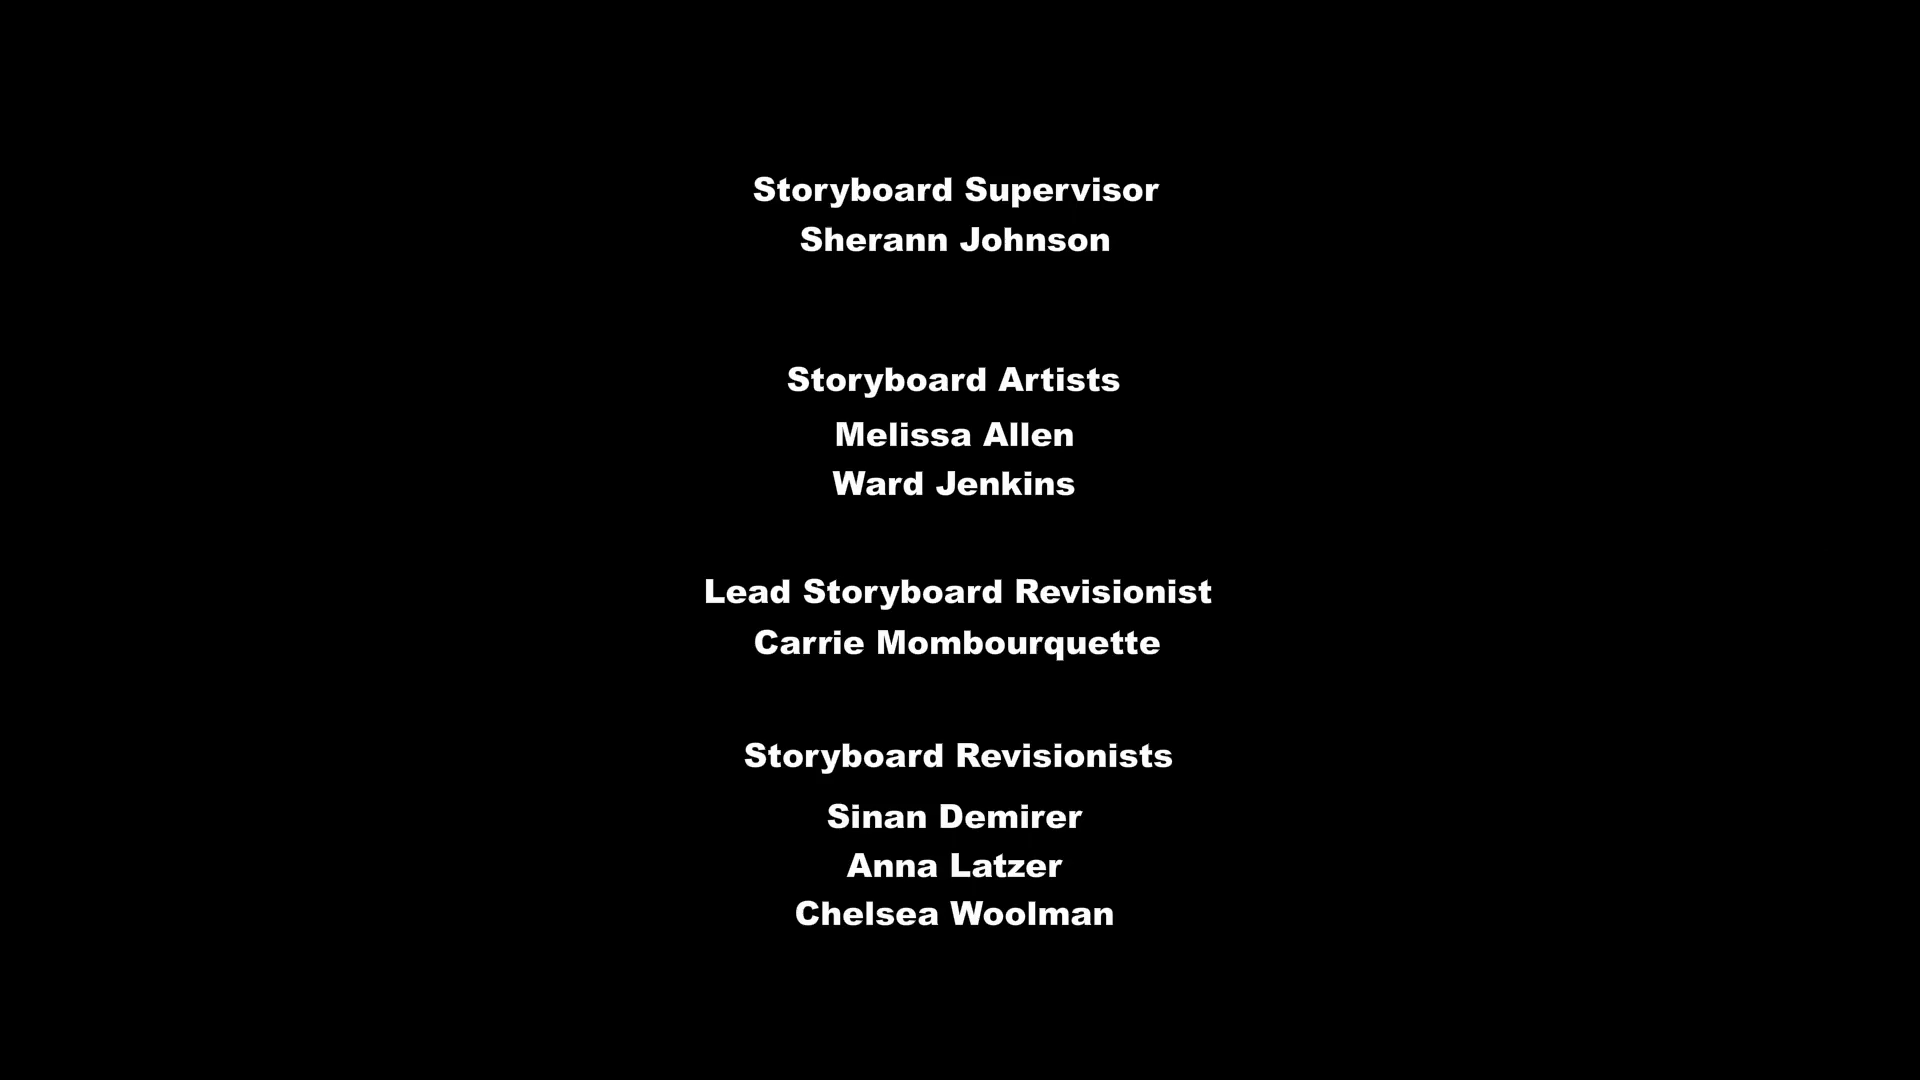 Storyboard Supervisor
Sherann Johnson
Storyboard Artists
Melissa Allen
Ward Jenkins
Lead Storyboard Revisionist
Carrie Mombourquette
Storyboard Revisionists
Sinan Demirer
Anna Latzer
Chelsea Woolman